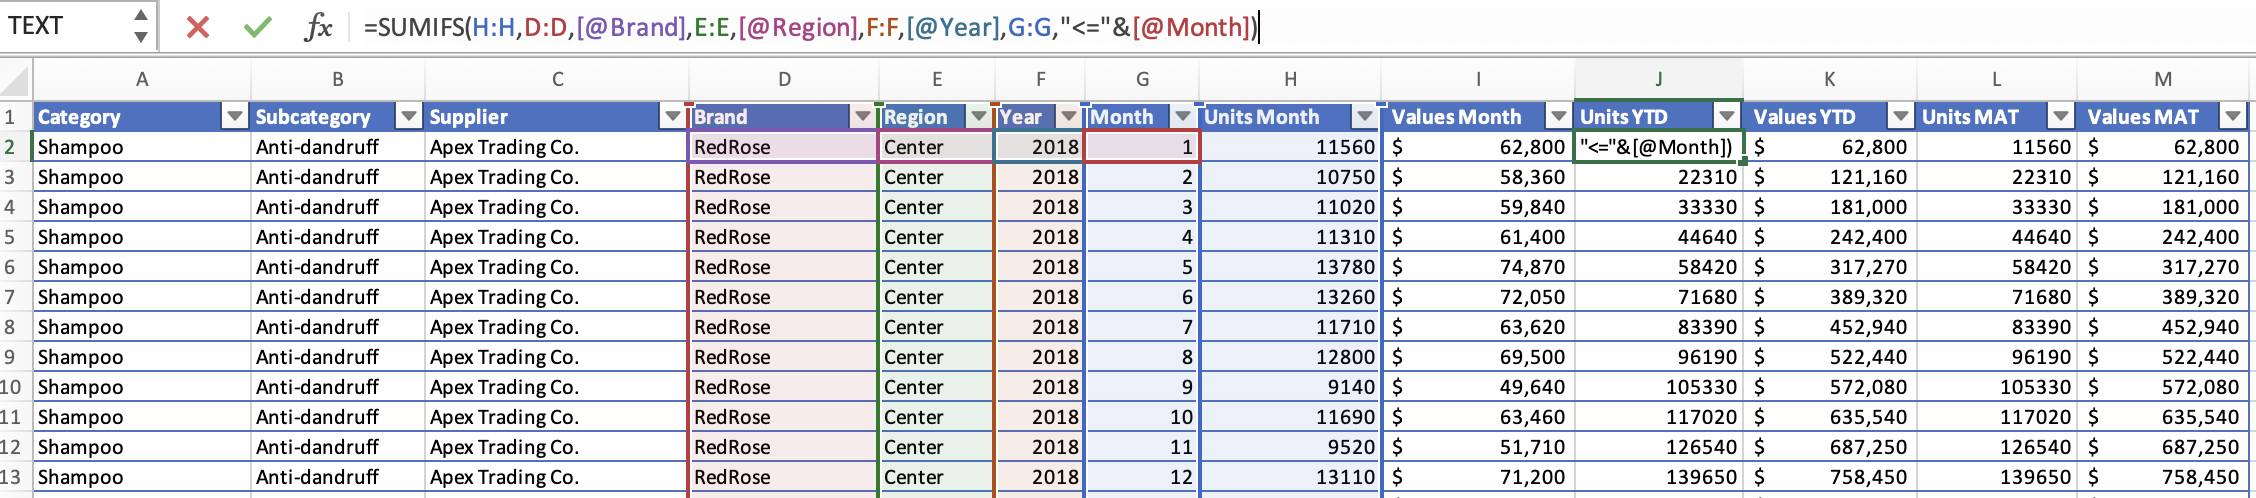 TEXT fx =SUMIFS(H:H,D:D,[@Brand],E:E,[@Region],F:F,[@Year],G:G,"<="&[@Month])
A B C D E F G H I J K L M
1 Category Subcategory Supplier Brand Region Year Month Units Month Values Month Units YTD Values YTD Units MAT Values MAT
2 Shampoo Anti-dandruff Apex Trading Co. RedRose Center 2018 1 11560 $ 62,800 "<="&[@Month]) $ 62,800 11560 $ 62,800
3 Shampoo Anti-dandruff Apex Trading Co. RedRose Center 2018 2 10750 $ 58,360 22310 $ 121,160 22310 $ 121,160
4 Shampoo Anti-dandruff Apex Trading Co. RedRose Center 2018 3 11020 $ 59,840 33330 $ 181,000 33330 $ 181,000
5 Shampoo Anti-dandruff Apex Trading Co. RedRose Center 2018 4 11310 $ 61,400 44640 $ 242,400 44640 $ 242,400
6 Shampoo Anti-dandruff Apex Trading Co. RedRose Center 2018 5 13780 $ 74,870 58420 $ 317,270 58420 $ 317,270
7 Shampoo Anti-dandruff Apex Trading Co. RedRose Center 2018 6 13260 $ 72,050 71680 $ 389,320 71680 $ 389,320
8 Shampoo Anti-dandruff Apex Trading Co. RedRose Center 2018 7 11710 $ 63,620 83390 $ 452,940 83390 $ 452,940
9 Shampoo Anti-dandruff Apex Trading Co. RedRose Center 2018 8 12800 $ 69,500 96190 $ 522,440 96190 $ 522,440
10 Shampoo Anti-dandruff Apex Trading Co. RedRose Center 2018 9 9140 $ 49,640 105330 $ 572,080 105330 $ 572,080
11 Shampoo Anti-dandruff Apex Trading Co. RedRose Center 2018 10 11690 $ 63,460 117020 $ 635,540 117020 $ 635,540
12 Shampoo Anti-dandruff Apex Trading Co. RedRose Center 2018 11 9520 $ 51,710 126540 $ 687,250 126540 $ 687,250
13 Shampoo Anti-dandruff Apex Trading Co. RedRose Center 2018 12 13110 $ 71,200 139650 $ 758,450 139650 $ 758,450